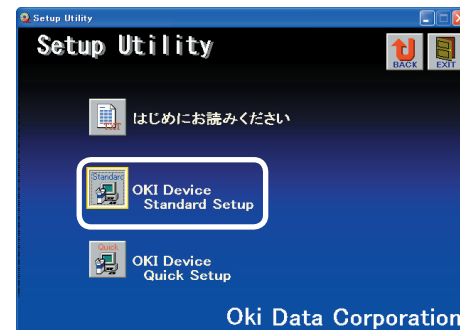 Setup Utility
Setup Utility
BACK
EXIT
TXT
はじめにお読みください
Standard
OKI Device
Standard Setup
Quick
OKI Device
Quick Setup
Oki Data Corporation